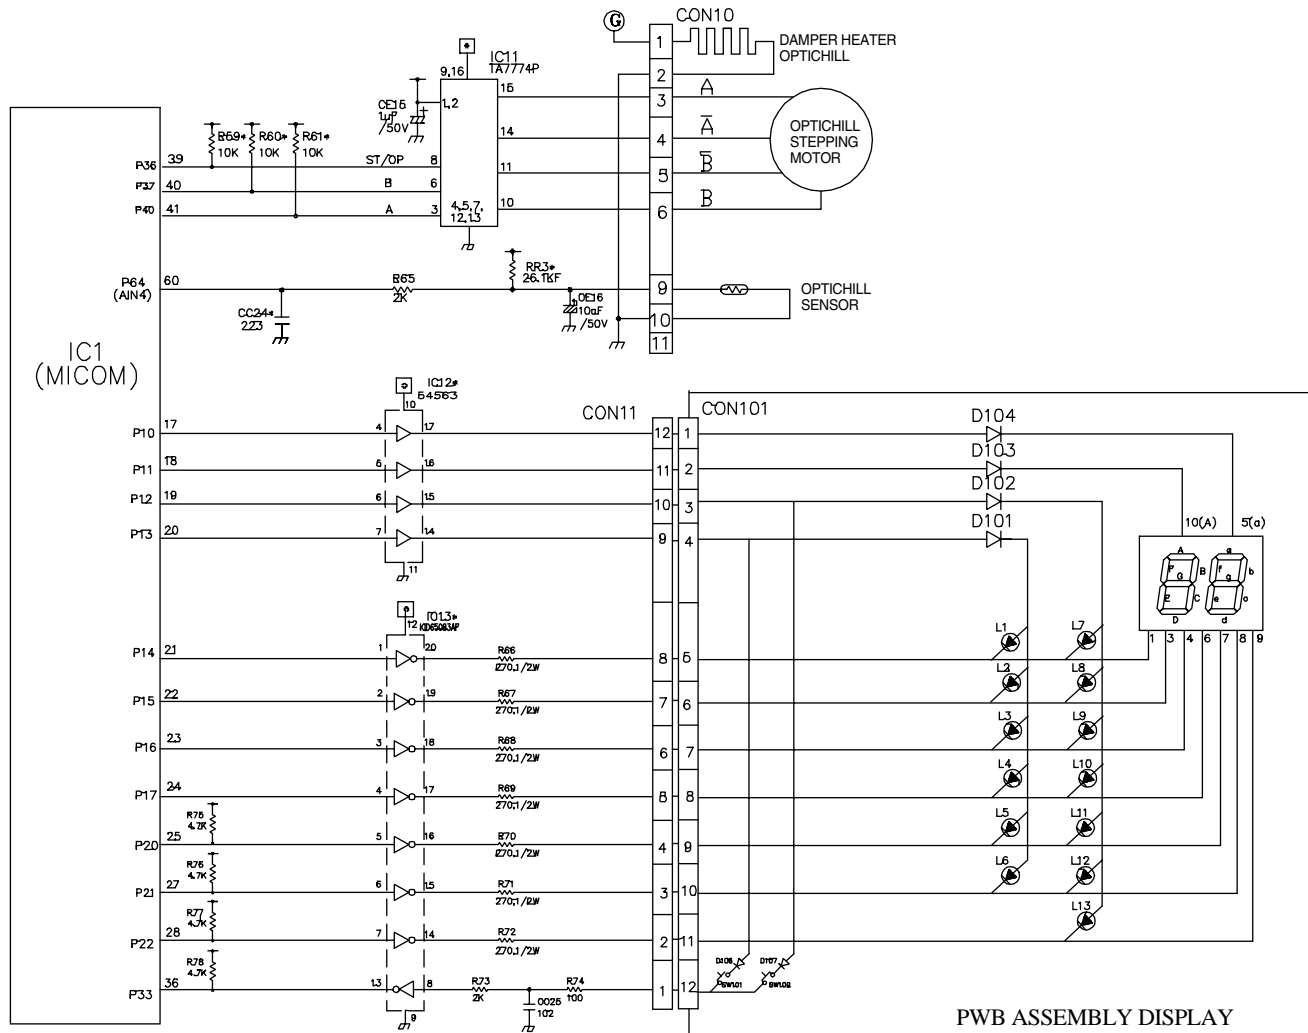 G
CON10
1
DAMPER HEATER
OPTICHILL
2
IC11
TA7774P
9,16
1,2
15
A
3
CE15
1uF
/50V
14
A
4
OPTICHILL
STEPPING
MOTOR
R59*
10K
R60*
10K
R61*
10K
P36
39
ST/OP
8
11
B
5
P37
40
B
6
P40
41
A
3
4,5,7,
12,13
10
B
6
P64
(AIN4)
60
R65
2K
RR3*
26.1KF
CE16
10uF
/50V
9
OPTICHILL
SENSOR
CC24*
223
10
11
IC1
(MICOM)
IC12*
54563
10
CON11
CON101
P10
17
4
17
12
1
D104
P11
18
5
16
11
2
D103
P12
19
6
15
10
3
D102
P13
20
7
14
9
4
D101
11
10(A)
5(a)
A
F
B
G
E
C
D
a
f
b
g
e
c
d
1
3
4
6
7
8
9
12
IC13*
KID65083AP
P14
21
1
20
R66
270,1/2W
8
5
L1
L7
P15
22
2
19
R67
270,1/2W
7
6
L2
L8
P16
23
3
18
R68
270,1/2W
6
7
L3
L9
P17
24
4
17
R69
270,1/2W
5
8
L4
L10
R75
4.7K
P20
25
5
16
R70
270,1/2W
4
9
L5
L11
R76
4.7K
P21
27
6
15
R71
270,1/2W
3
10
L6
L12
R77
4.7K
P22
28
7
14
R72
270,1/2W
2
11
L13
R78
4.7K
P33
36
13
8
R73
2K
R74
100
1
12
102
9
D106
SW101
D107
SW102
PWB ASSEMBLY DISPLAY